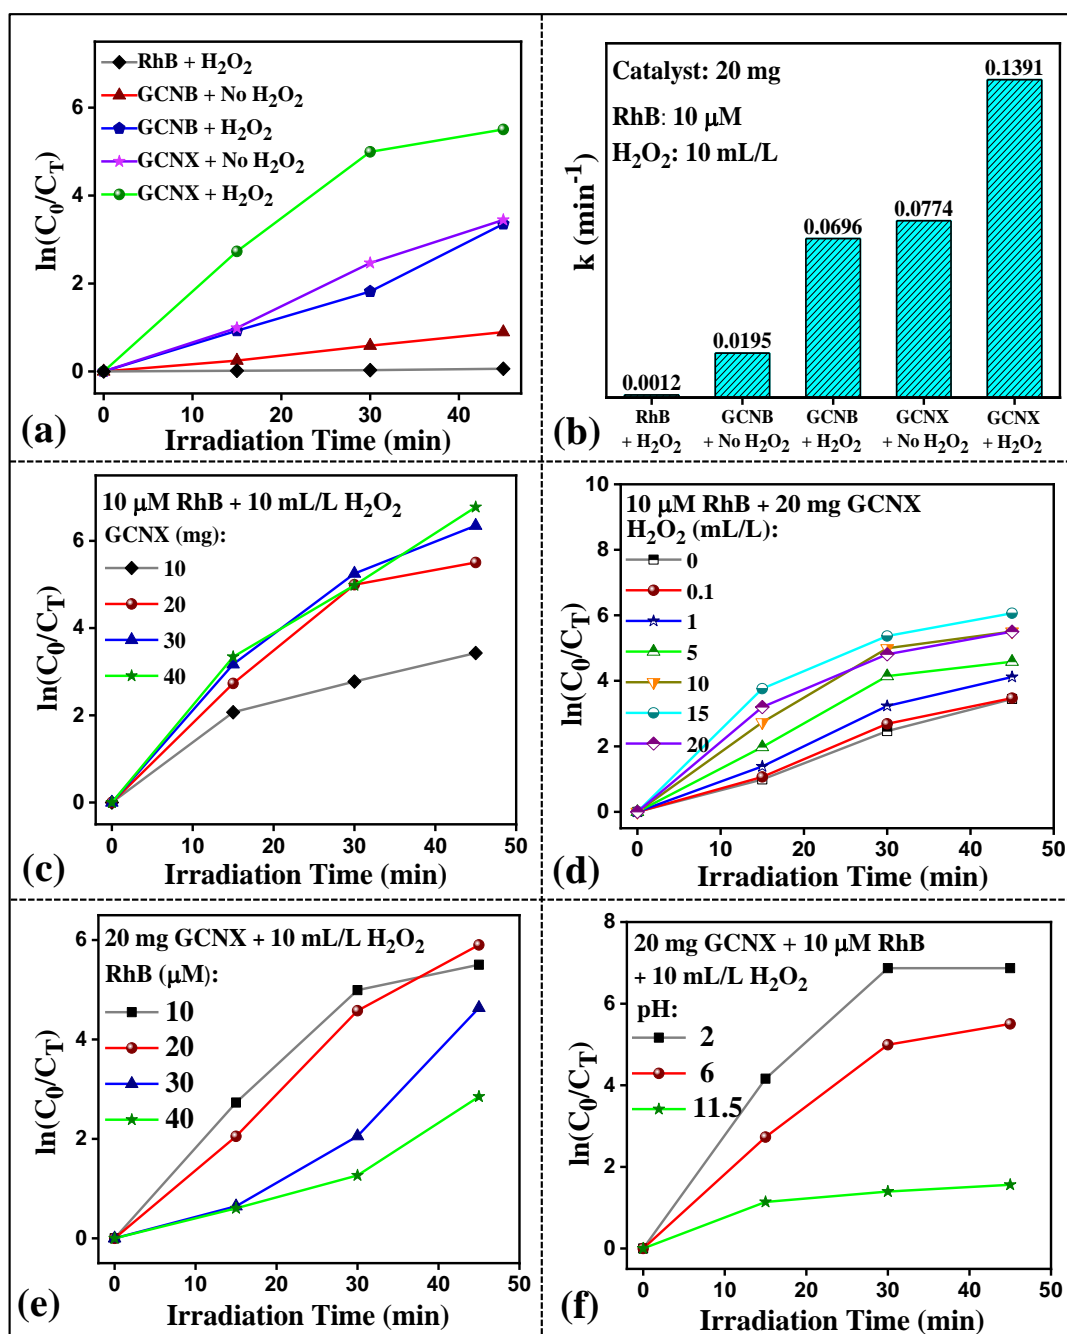 ln(C₀/C_T)
6
4
2
0
RhB + H₂O₂
GCNB + No H₂O₂
GCNB + H₂O₂
GCNX + No H₂O₂
GCNX + H₂O₂
0 20 40
Irradiation Time (min)
(a)
k (min⁻¹)
Catalyst: 20 mg
RhB: 10 μM
H₂O₂: 10 mL/L
0.0012
0.0195
0.0696
0.0774
0.1391
RhB + H₂O₂
GCNB + No H₂O₂
GCNB + H₂O₂
GCNX + No H₂O₂
GCNX + H₂O₂
(b)
ln(C₀/C_T)
6
4
2
0
10 μM RhB + 10 mL/L H₂O₂
GCNX (mg):
10
20
30
40
0 10 20 30 40 50
Irradiation Time (min)
(c)
ln(C₀/C_T)
10
8
6
4
2
0
10 μM RhB + 20 mg GCNX
H₂O₂ (mL/L):
0
0.1
1
5
10
15
20
0 10 20 30 40 50
Irradiation Time (min)
(d)
ln(C₀/C_T)
6
4
2
0
20 mg GCNX + 10 mL/L H₂O₂
RhB (μM):
10
20
30
40
0 10 20 30 40 50
Irradiation Time (min)
(e)
ln(C₀/C_T)
8
6
4
2
0
20 mg GCNX + 10 μM RhB
+ 10 mL/L H₂O₂
pH:
2
6
11.5
0 10 20 30 40 50
Irradiation Time (min)
(f)